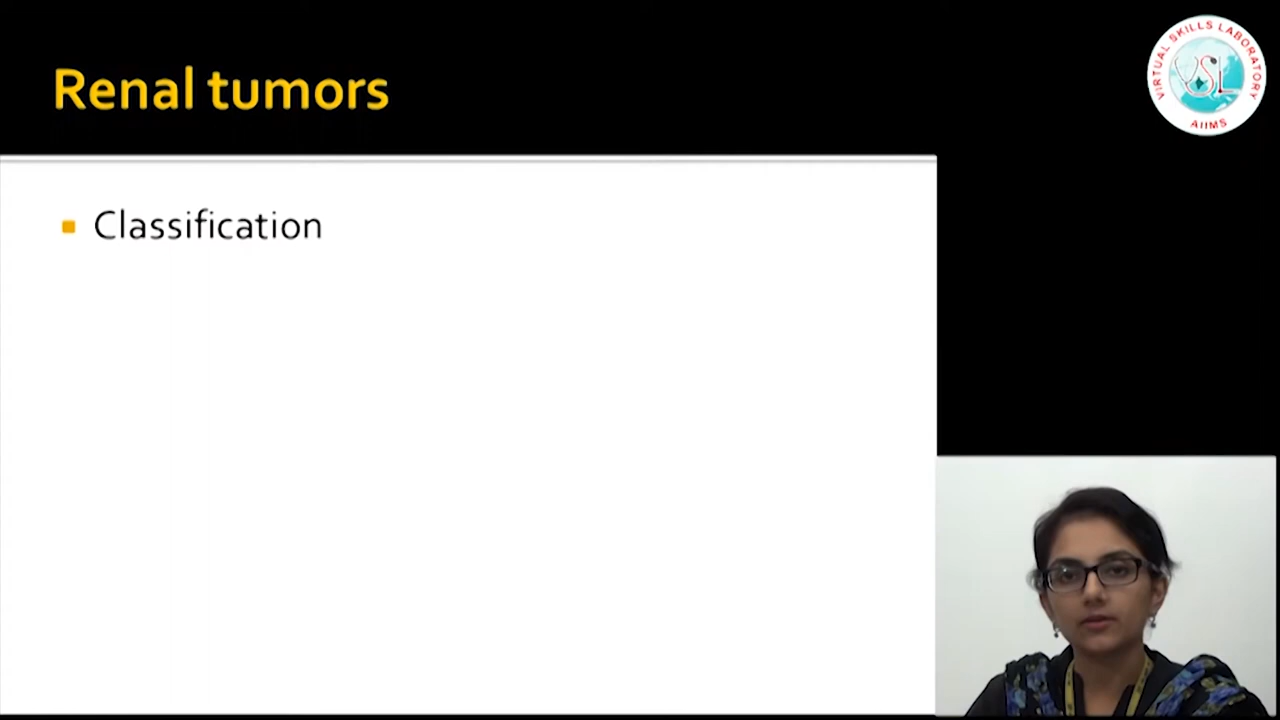 Renal tumors
VIRTUAL SKILLS LABORATORY
VSL
AIIMS
Classification